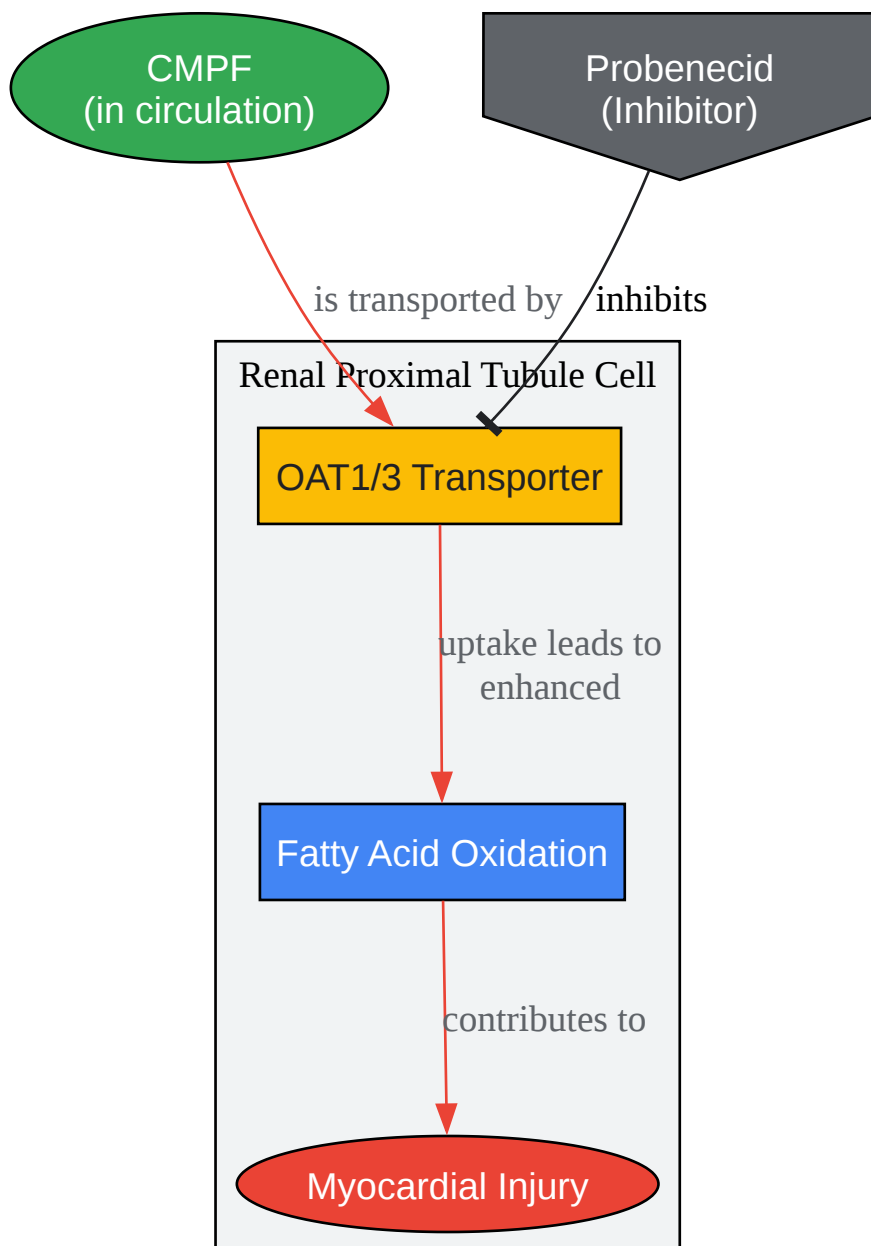 CMPF
(in circulation)
Probenecid
(Inhibitor)
is transported by
inhibits
Renal Proximal Tubule Cell
OAT1/3 Transporter
uptake leads to
enhanced
Fatty Acid Oxidation
contributes to
Myocardial Injury